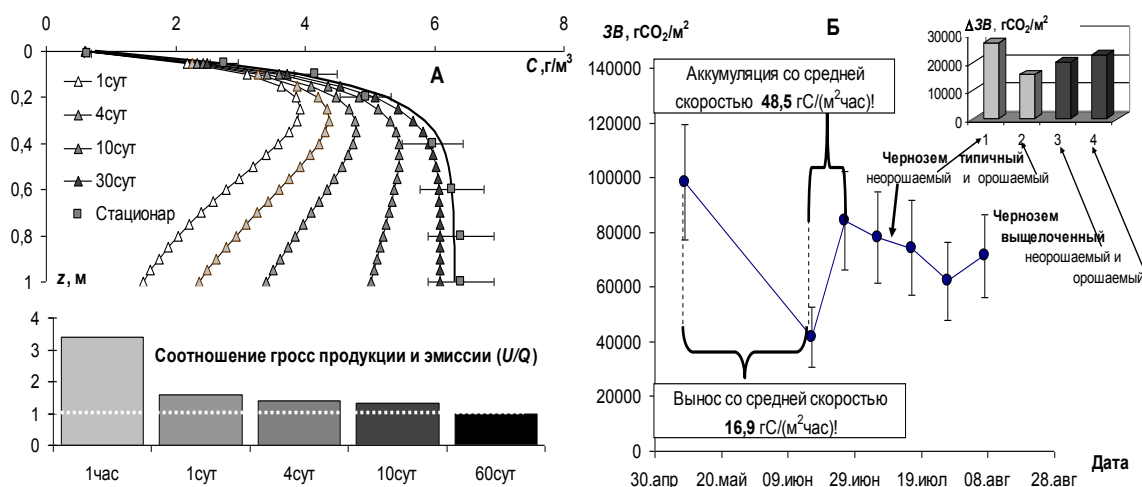 0 2 4 6 8
C ,г/м³
А
0
0,2
0,4
0,6
0,8
1
z, м
1сут
4сут
10сут
30сут
Стационар
Соотношение гросс продукции и эмиссии (U/Q)
4
3
2
1
0
1час 1сут 4сут 10сут 60сут
ЗВ, гСО₂/м²
Б
140000
120000
100000
80000
60000
40000
20000
0
30.апр 20.май 09.июн 29.июн 19.июл 08.авг 28.авг
Дата
Аккумуляция со средней
скоростью 48,5 гС/(м²час)!
Вынос со средней скоростью
16,9 гС/(м²час)!
ΔЗВ, гСО₂/м²
30000
20000
10000
0
1 2 3 4
Чернозем типичный
неорошаемый и орошаемый
Чернозем
выщелоченный
неорошаемый и
орошаемый